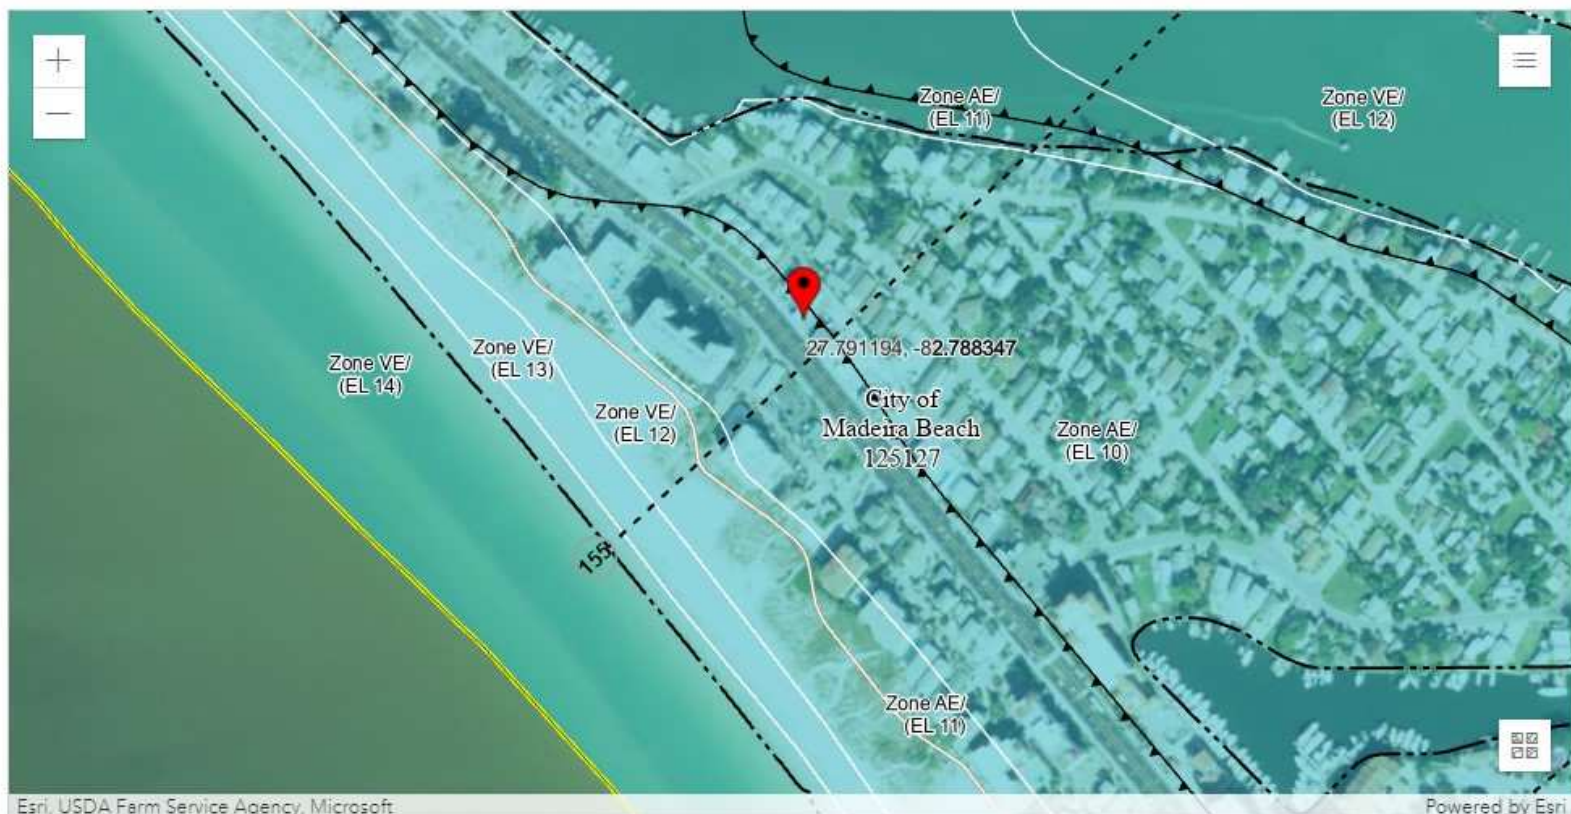 Zone AE/
(EL 11)
Zone VE/
(EL 12)
Zone VE/
(EL 14)
Zone VE/
(EL 13)
27.791194, -82.788347
Zone VE/
(EL 12)
City of
Madeira Beach
125127
Zone AE/
(EL 10)
155
Zone AE/
(EL 11)
Esri, USDA Farm Service Agency, Microsoft
Powered by Esri